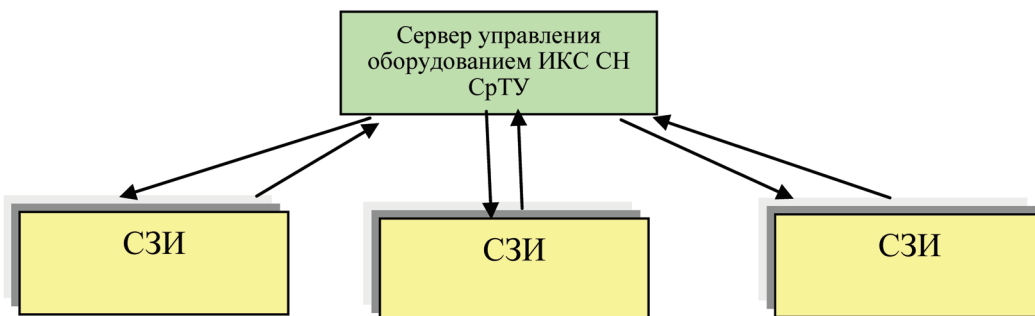 Сервер управления
оборудованием ИКС СН
СрТУ
СЗИ
СЗИ
СЗИ